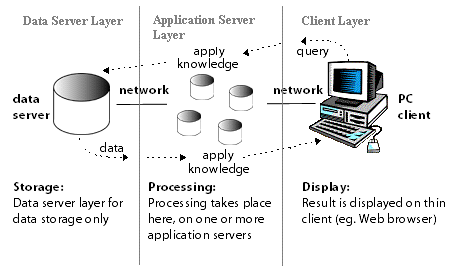 Data Server Layer
Application Server
Layer
Client Layer
apply
knowledge
query
data
server
network
network
PC
client
data
apply
knowledge
Storage:
Data server layer for
data storage only
Processing:
Processing takes place
here, on one or more
application servers
Display:
Result is displayed on thin
client (eg. Web browser)